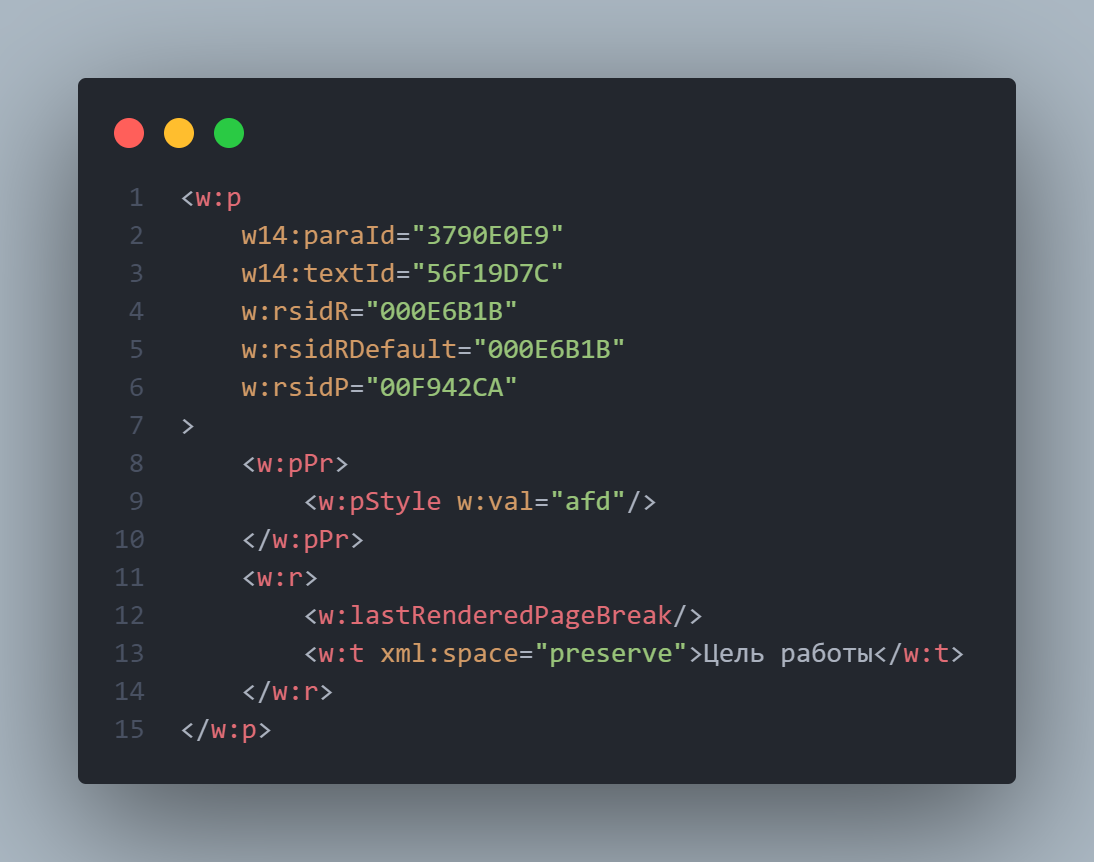 1 <w:p
2     w14:paraId="3790E0E9"
3     w14:textId="56F19D7C"
4     w:rsidR="000E6B1B"
5     w:rsidRDefault="000E6B1B"
6     w:rsidP="00F942CA"
7 >
8     <w:pPr>
9         <w:pStyle w:val="afd"/>
10     </w:pPr>
11     <w:r>
12         <w:lastRenderedPageBreak/>
13         <w:t xml:space="preserve">Цель работы</w:t>
14     </w:r>
15 </w:p>